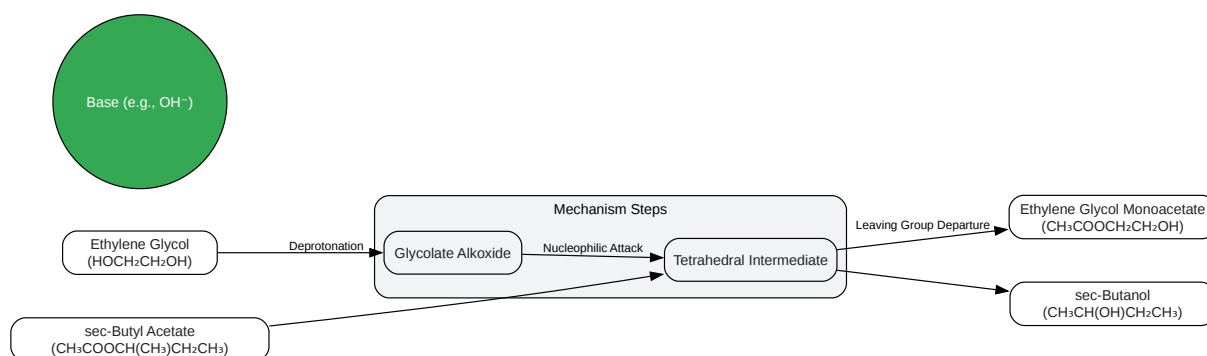 Base (e.g., OH⁻)
Mechanism Steps
Ethylene Glycol
(HOCH₂CH₂OH)
Deprotonation
Glycolate Alkoxide
Nucleophilic Attack
Tetrahedral Intermediate
Leaving Group Departure
Ethylene Glycol Monoacetate
(CH₃COOCH₂CH₂OH)
sec-Butyl Acetate
(CH₃COOCH(CH₃)CH₂CH₃)
sec-Butanol
(CH₃CH(OH)CH₂CH₃)